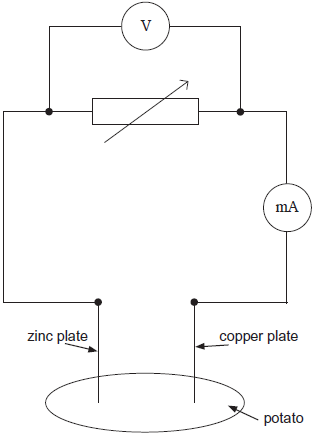 V
mA
zinc plate
copper plate
potato